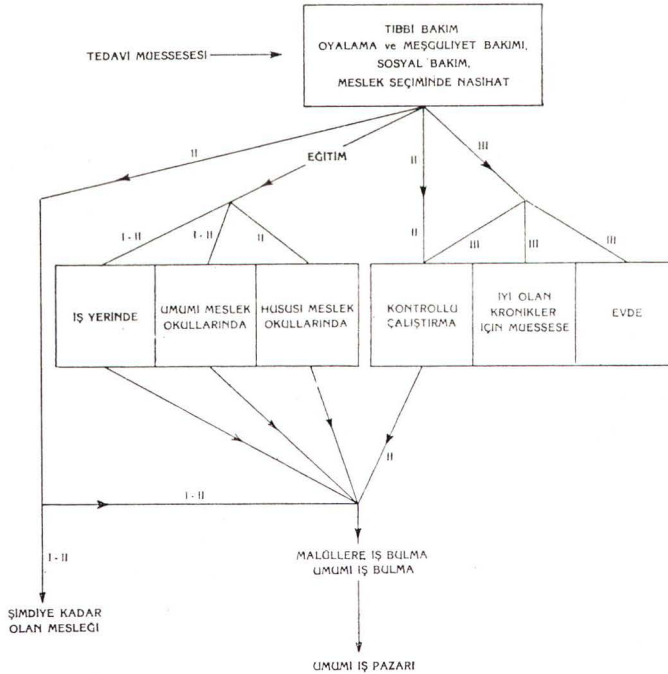 TEDAVİ MÜESSESESİ
TIBBİ BAKIM
OYALAMA ve MEŞGULİYET BAKIMI,
SOSYAL BAKIM,
MESLEK SEÇİMİNDE NASİHAT
II
EĞİTİM
II
III
I - II
I - II
II
II
III
III
III
İŞ YERİNDE
UMUMİ MESLEK
OKULLARINDA
HUSUSİ MESLEK
OKULLARINDA
KONTROLLU
ÇALIŞTIRMA
İYİ OLAN
KRONİKLER
İÇİN MÜESSESE
EVDE
II
I - II
I - II
MALÜLLERE İŞ BULMA
UMUMİ İŞ BULMA
ŞİMDİYE KADAR
OLAN MESLEĞİ
UMUMİ İŞ PAZARI